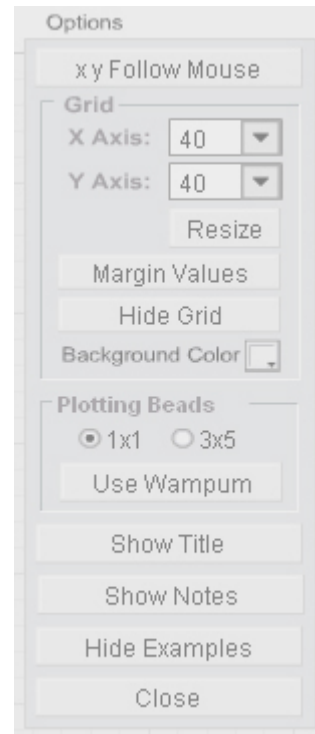 Options
x y Follow Mouse
Grid
X Axis: 40
Y Axis: 40
Resize
Margin Values
Hide Grid
Background Color
Plotting Beads
1x1 3x5
Use Wampum
Show Title
Show Notes
Hide Examples
Close